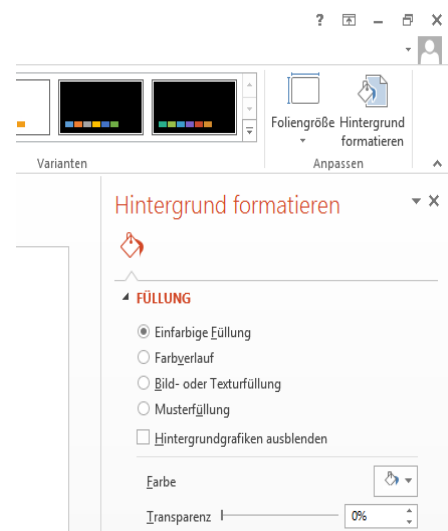 ?
Foliengröße Hintergrund
formatieren
Varianten
Anpassen
Hintergrund formatieren
FÜLLUNG
Einfarbige Füllung
Farbverlauf
Bild- oder Texturfüllung
Musterfüllung
Hintergrundgrafiken ausblenden
Farbe
Transparenz 0%